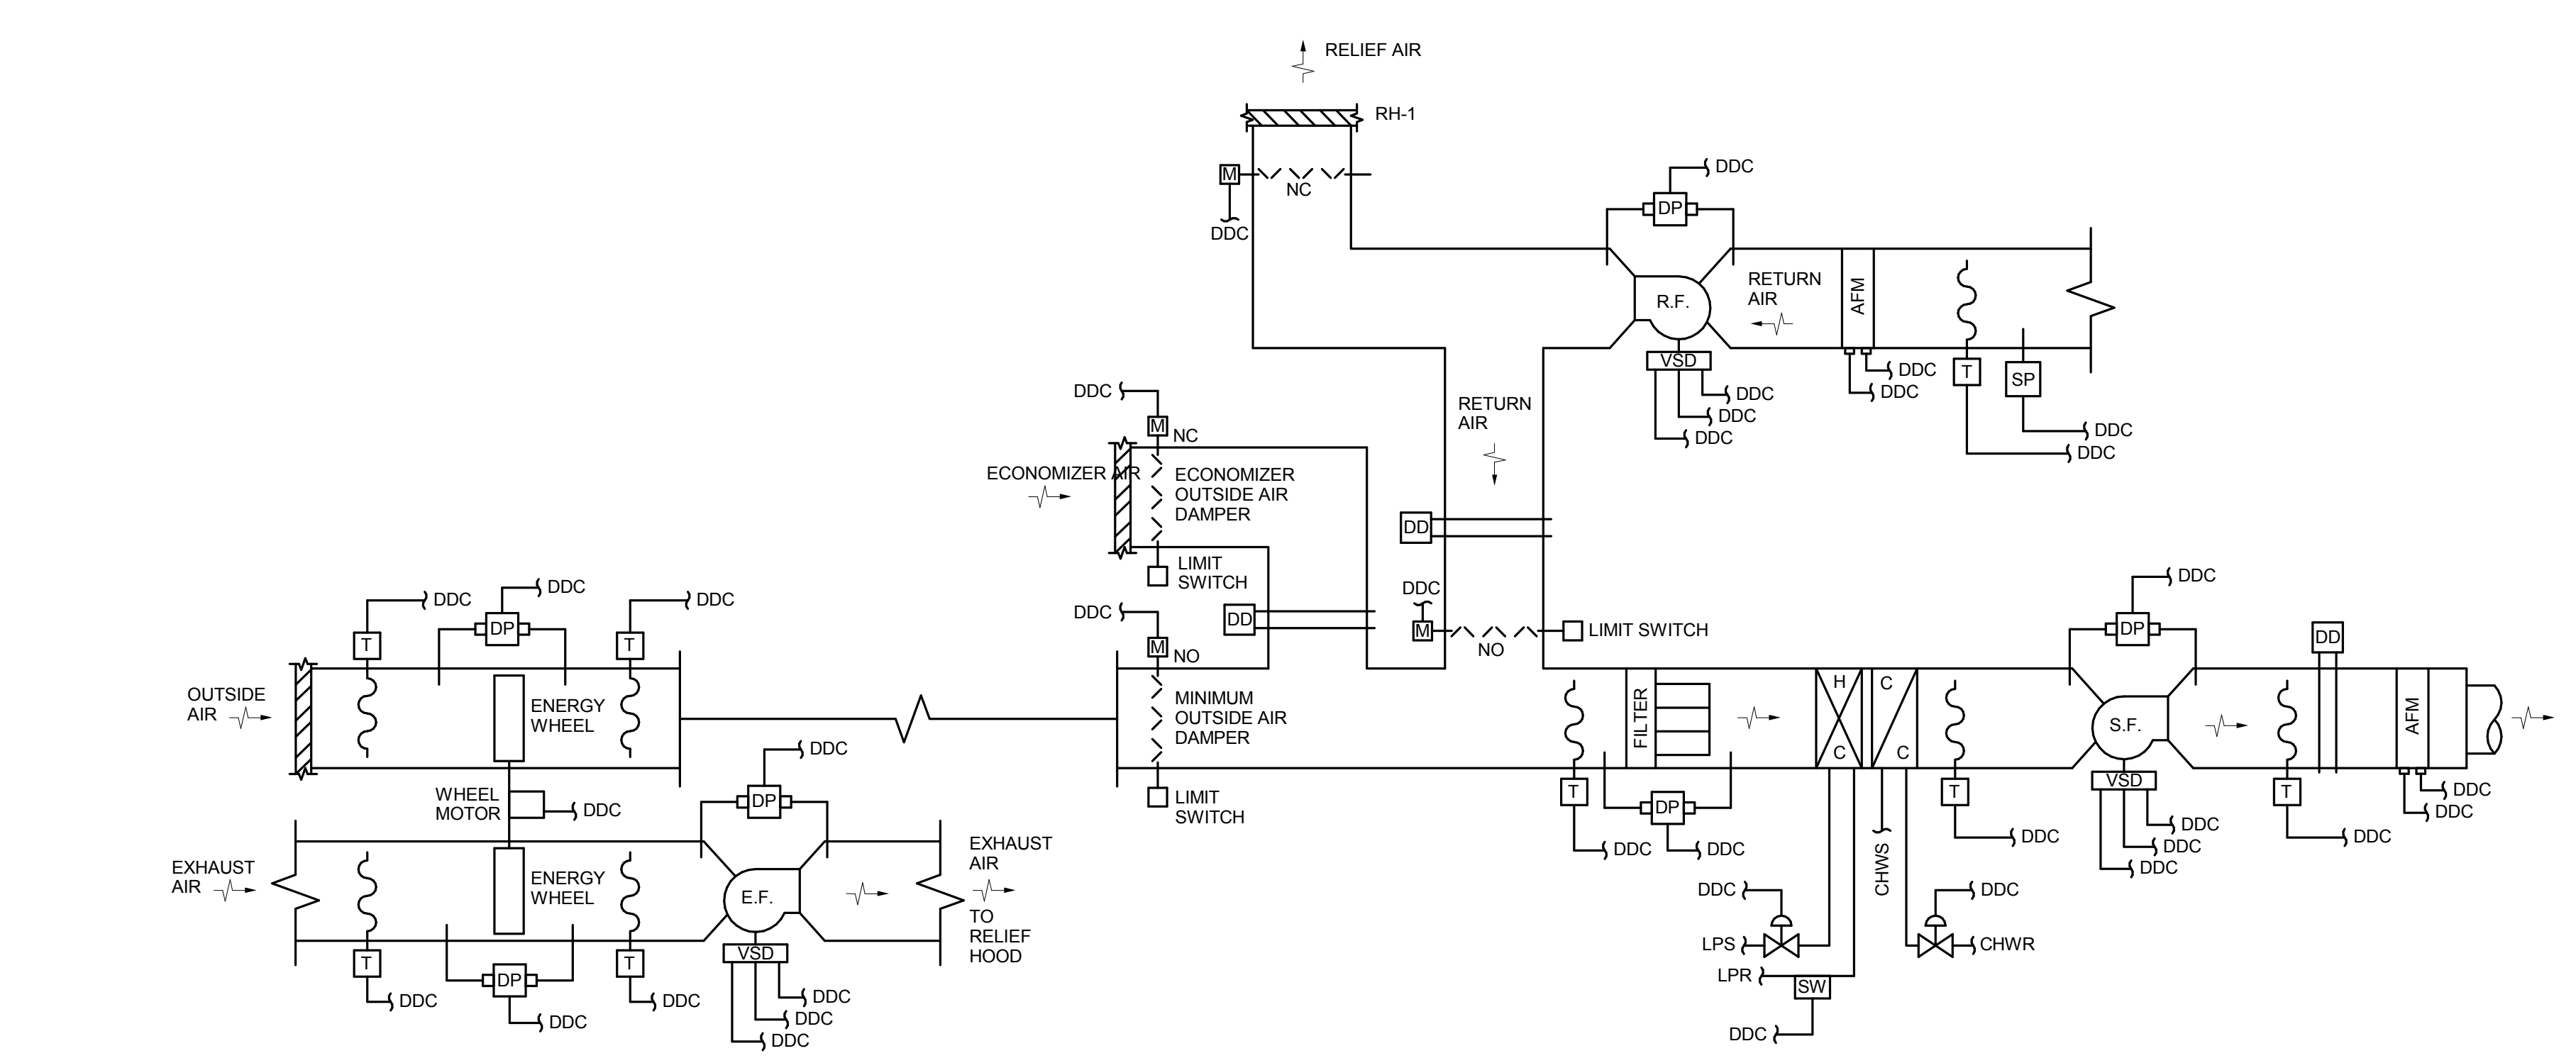 RELIEF AIR
RH-1
M
NC
DDC
DDC
DP
R.F.
RETURN
AIR
AFM
VSD
DDC
DDC
DDC
DDC
DDC
T
SP
DDC
DDC
DDC
M
NC
RETURN
AIR
ECONOMIZER AIR
ECONOMIZER
OUTSIDE AIR
DAMPER
LIMIT
SWITCH
DD
DD
DDC
M
NO
LIMIT SWITCH
DDC
M
NO
MINIMUM
OUTSIDE AIR
DAMPER
LIMIT
SWITCH
DDC
DDC
DDC
T
DP
T
OUTSIDE
AIR
ENERGY
WHEEL
WHEEL
MOTOR
DDC
DDC
DP
EXHAUST
AIR
ENERGY
WHEEL
E.F.
EXHAUST
AIR
TO
RELIEF
HOOD
T
DP
T
VSD
DDC
DDC
DDC
DDC
DDC
DDC
FILTER
H
C
C
C
T
DDC
DP
DDC
T
DDC
CHWS
DDC
DDC
LPS
CHWR
LPR
SW
DDC
DDC
DP
S.F.
VSD
DDC
DDC
DDC
DD
T
DDC
AFM
DDC
DDC